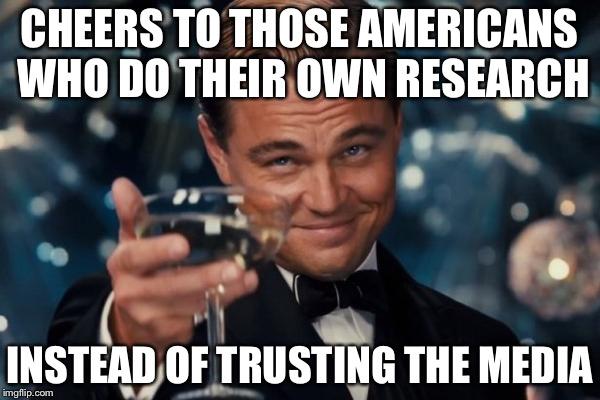 CHEERS TO THOSE AMERICANS
WHO DO THEIR OWN RESEARCH
INSTEAD OF TRUSTING THE MEDIA
imgflip.com